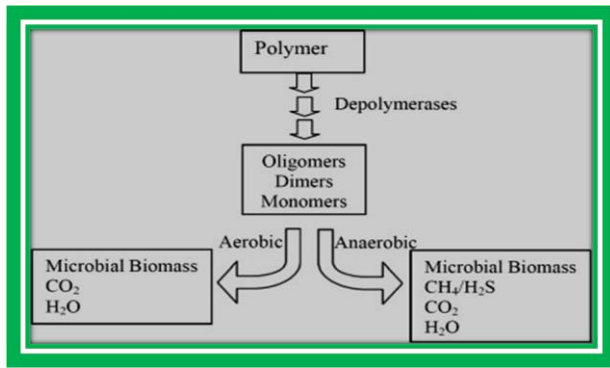 Polymer
Depolymerases
Oligomers
Dimers
Monomers
Aerobic
Anaerobic
Microbial Biomass
CO₂
H₂O
Microbial Biomass
CH₄/H₂S
CO₂
H₂O